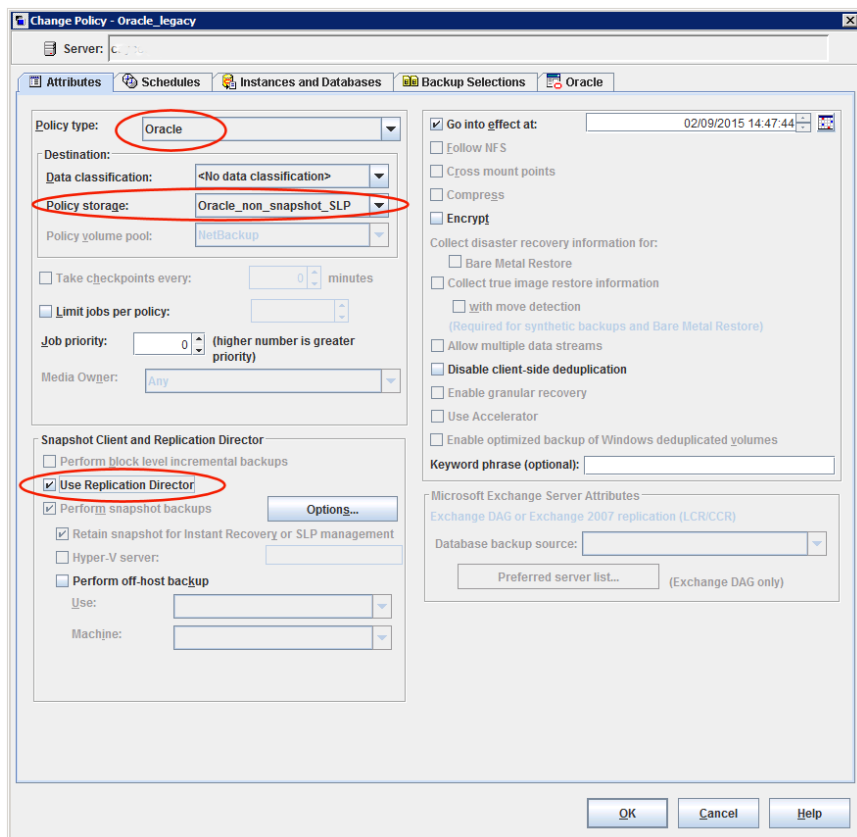 Change Policy - Oracle_legacy
Server:
Attributes Schedules Instances and Databases Backup Selections Oracle
Policy type: Oracle
Destination:
Data classification: <No data classification>
Policy storage: Oracle_non_snapshot_SLP
Policy volume pool: NetBackup
Take checkpoints every: 0 minutes
Limit jobs per policy:
Job priority: 0 (higher number is greater
priority)
Media Owner: Any
Snapshot Client and Replication Director
Perform block level incremental backups
Use Replication Director
Perform snapshot backups Options...
Retain snapshot for Instant Recovery or SLP management
Hyper-V server:
Perform off-host backup
Use:
Machine:
Go into effect at: 02/09/2015 14:47:44
Follow NFS
Cross mount points
Compress
Encrypt
Collect disaster recovery information for:
Bare Metal Restore
Collect true image restore information
with move detection
(Required for synthetic backups and Bare Metal Restore)
Allow multiple data streams
Disable client-side deduplication
Enable granular recovery
Use Accelerator
Enable optimized backup of Windows deduplicated volumes
Keyword phrase (optional):
Microsoft Exchange Server Attributes
Exchange DAG or Exchange 2007 replication (LCR/CCR)
Database backup source:
Preferred server list... (Exchange DAG only)
OK Cancel Help